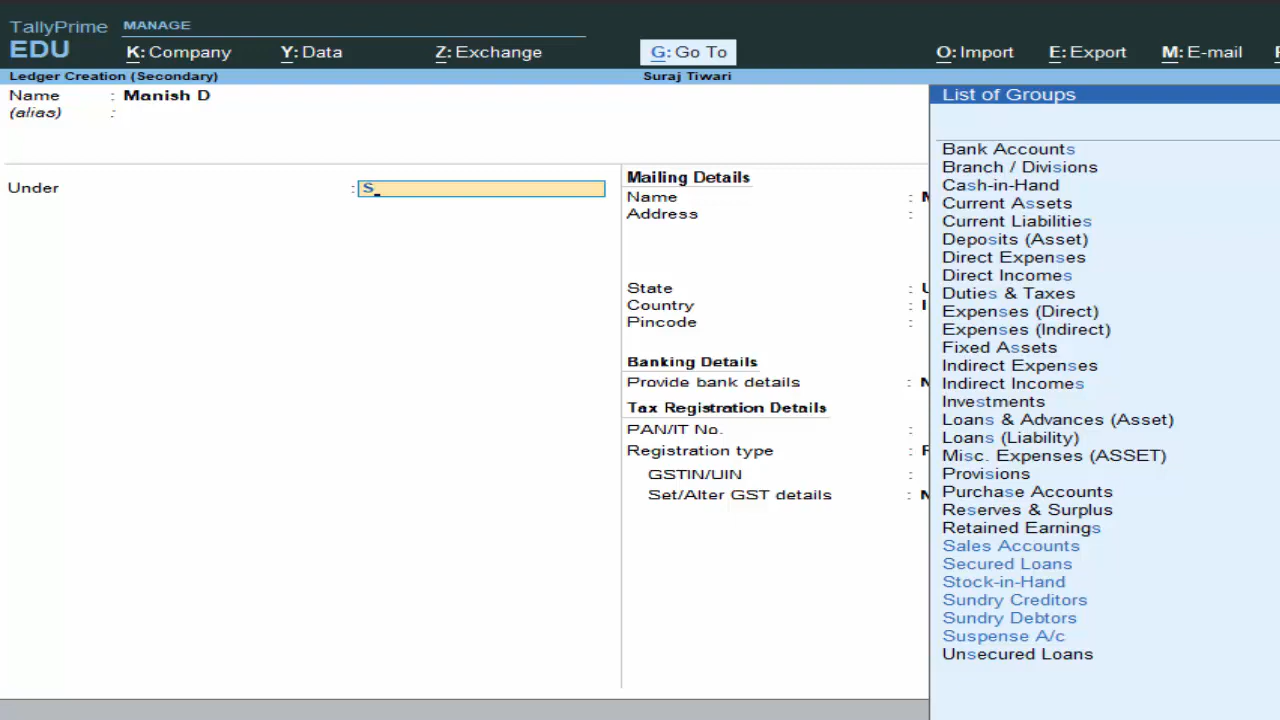 TallyPrime
EDU
MANAGE
K: Company
Y: Data
Z: Exchange
G: Go To
O: Import
E: Export
M: E-mail
Ledger Creation (Secondary)
Suraj Tiwari
Name : Manish D
(alias) :
Under : S
Mailing Details
Name :
Address :
State :
Country :
Pincode :
Banking Details
Provide bank details :
Tax Registration Details
PAN/IT No. :
Registration type :
GSTIN/UIN :
Set/Alter GST details :
List of Groups
Bank Accounts
Branch / Divisions
Cash-in-Hand
Current Assets
Current Liabilities
Deposits (Asset)
Direct Expenses
Direct Incomes
Duties & Taxes
Expenses (Direct)
Expenses (Indirect)
Fixed Assets
Indirect Expenses
Indirect Incomes
Investments
Loans & Advances (Asset)
Loans (Liability)
Misc. Expenses (ASSET)
Provisions
Purchase Accounts
Reserves & Surplus
Retained Earnings
Sales Accounts
Secured Loans
Stock-in-Hand
Sundry Creditors
Sundry Debtors
Suspense A/c
Unsecured Loans